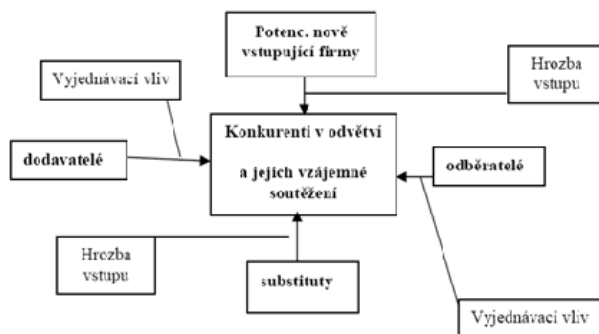 Potenc. nově
vstupující firmy
Hrozba
vstupu
Vyjednávací vliv
Konkurenti v odvětví
a jejich vzájemné
soutěžení
dodavatelé
odběratelé
Hrozba
vstupu
substituty
Vyjednávací vliv